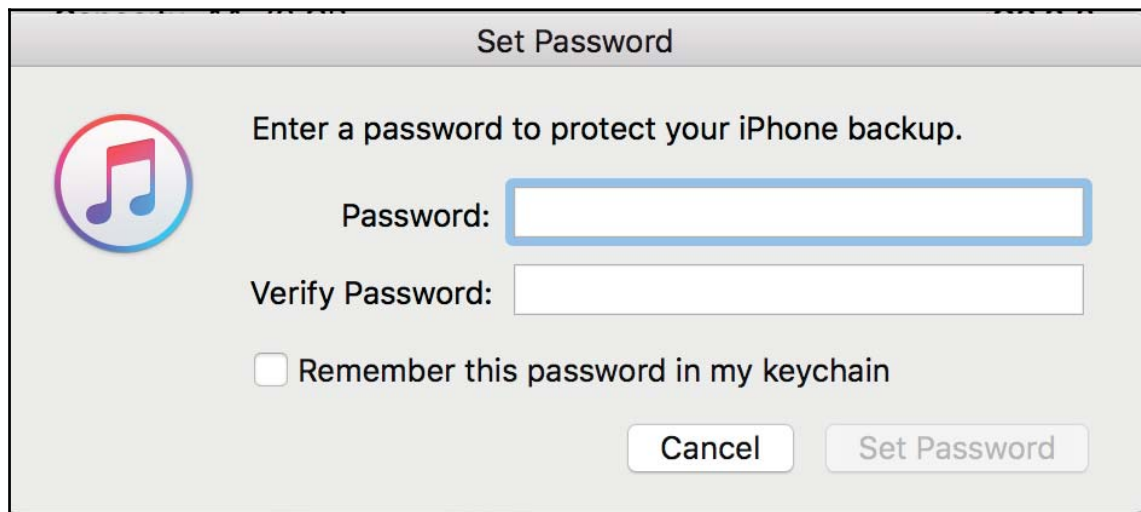 Set Password
Enter a password to protect your iPhone backup.
Password:
Verify Password:
Remember this password in my keychain
Cancel
Set Password